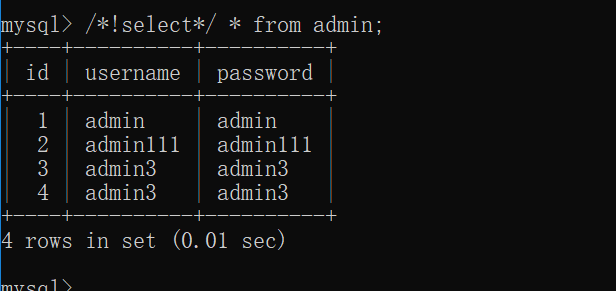 mysql> /*!select*/ * from admin;
+----+----------+----------+
| id | username | password |
+----+----------+----------+
| 1 | admin | admin |
| 2 | admin111 | admin111 |
| 3 | admin3 | admin3 |
| 4 | admin3 | admin3 |
+----+----------+----------+
4 rows in set (0.01 sec)
mysql>